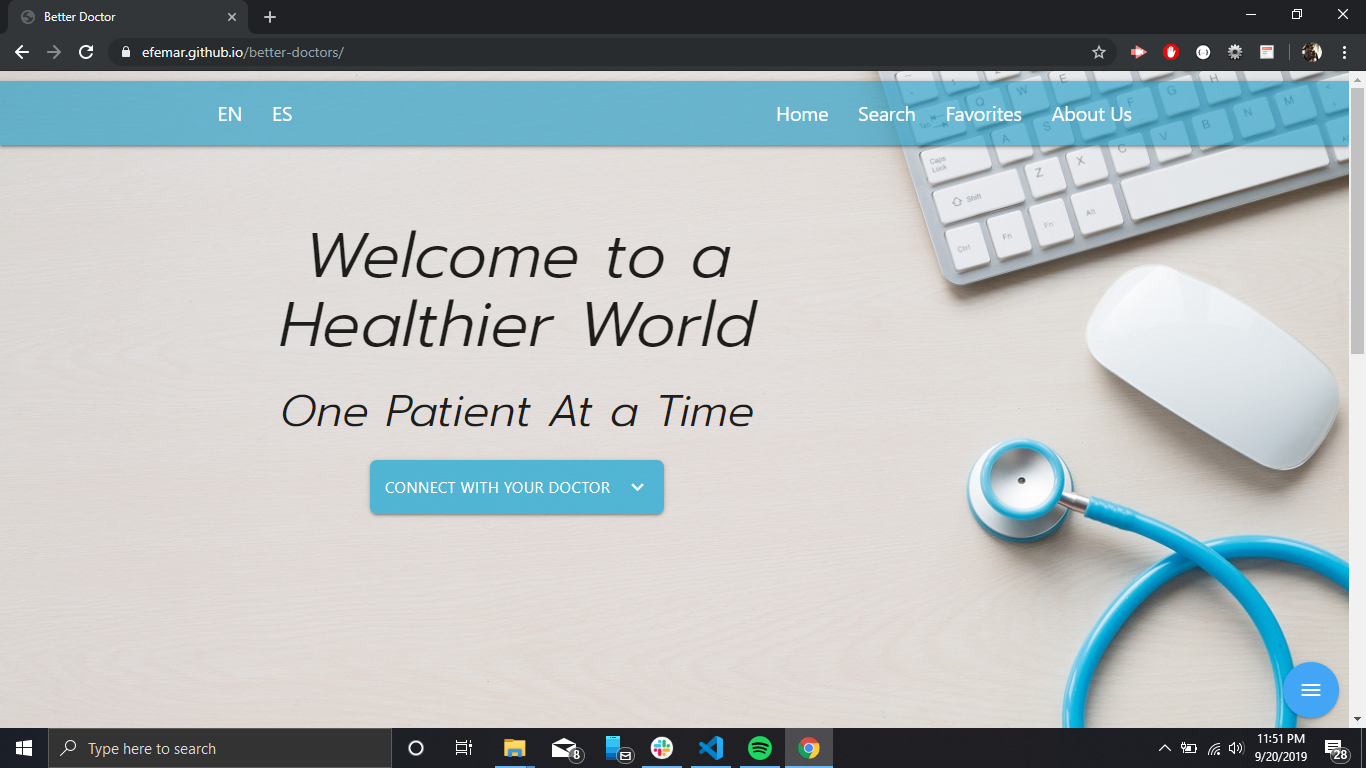 Better Doctor
efemar.github.io/better-doctors/
EN ES Home Search Favorites About Us
Welcome to a
Healthier World
One Patient At a Time
CONNECT WITH YOUR DOCTOR
Q W E F G H
Tab A S
Caps Lock
Z X C V B N M
Shift
Ctrl Fn Fn Alt
Type here to search
8
11:51 PM
9/20/2019
28